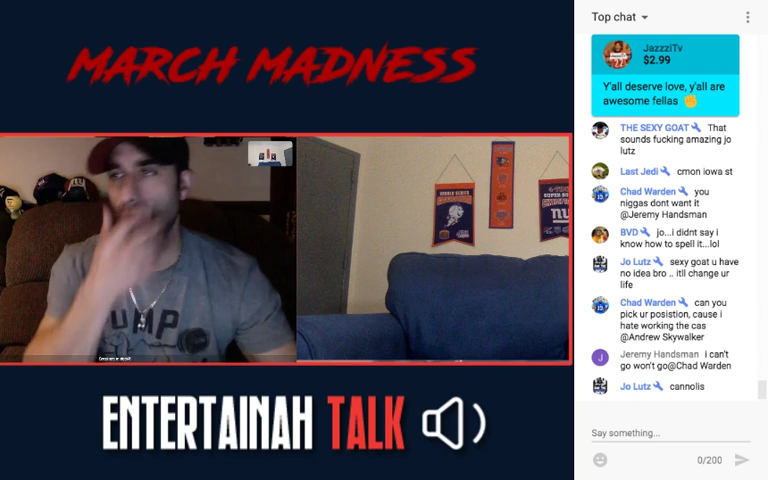 MARCH MADNESS
UMP
WORLD SERIES
ENTERTAINAH TALK
Top chat
JazzziTv
$2.99
Y'all deserve love, y'all are
awesome fellas
THE SEXY GOAT That
sounds fucking amazing jo
lutz
Last Jedi cmon iowa st
Chad Warden you
niggas dont want it
@Jeremy Handsman
BVD jo...i didnt say i
know how to spell it...lol
Jo Lutz sexy goat u have
no idea bro .. itll change ur
life
Chad Warden can you
pick ur posistion, cause i
hate working the cas
@Andrew Skywalker
J
Jeremy Handsman i can't
go won't go@Chad Warden
Jo Lutz cannolis
Say something...
0/200